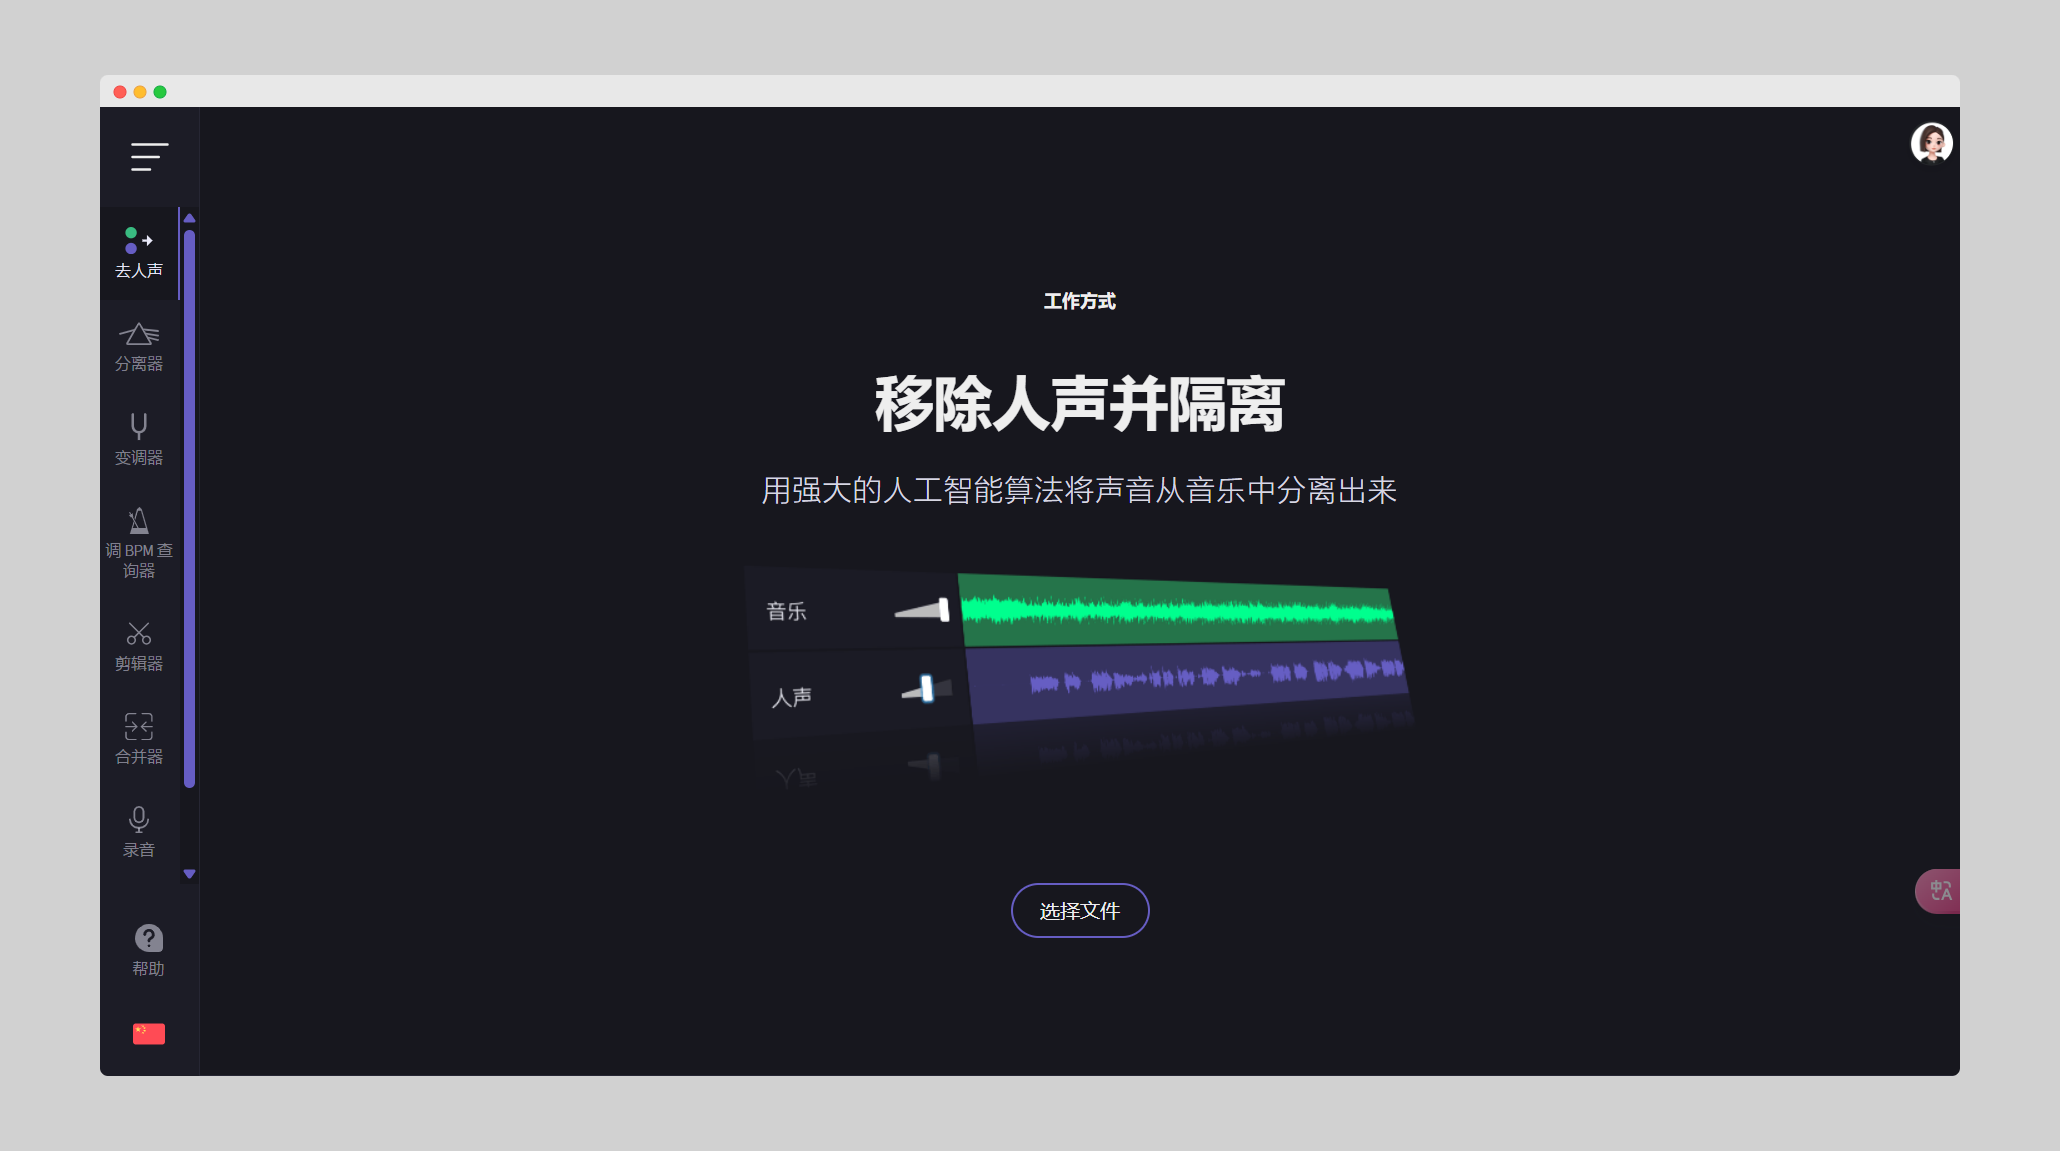 去人声
分离器
变调器
调 BPM 查
询器
剪辑器
合并器
录音
帮助
工作方式
移除人声并隔离
用强大的人工智能算法将声音从音乐中分离出来
音乐
人声
选择文件
中A